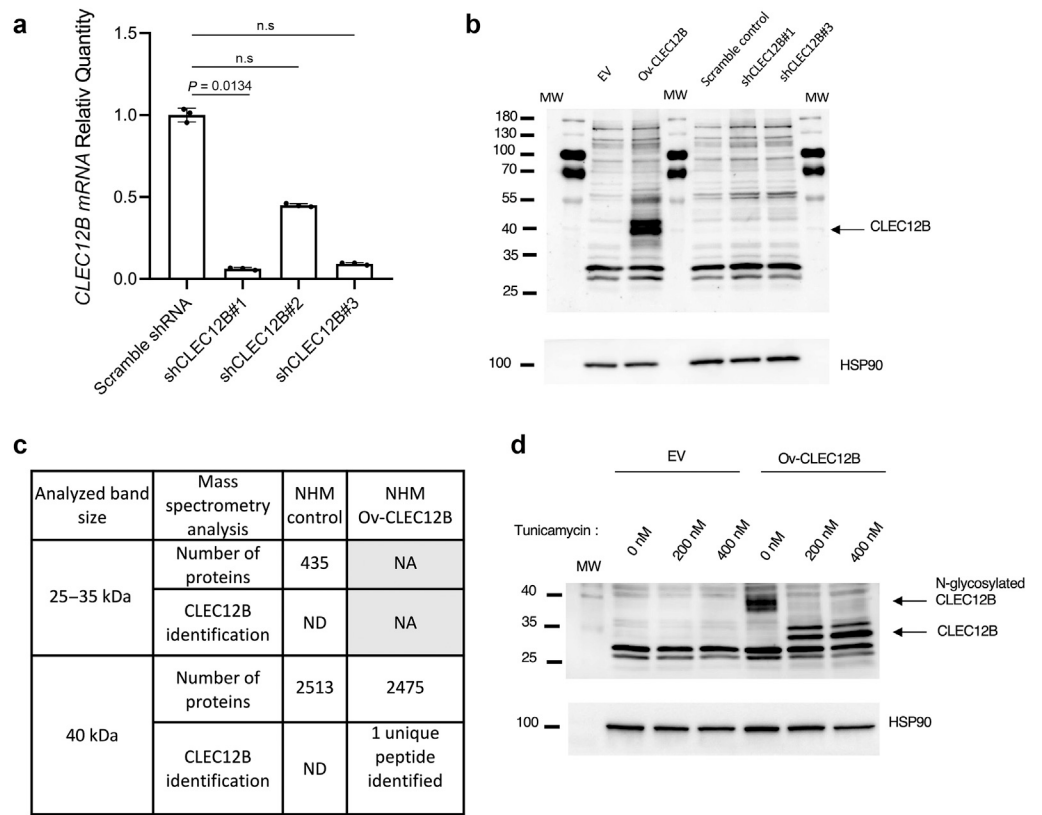 a
CLEC12B mRNA Relativ Quantity
1.5
1.0
0.5
0.0
n.s
n.s
P = 0.0134
Scramble shRNA
shCLEC12B#1
shCLEC12B#2
shCLEC12B#3
b
EV
Ov-CLEC12B
Scramble control
shCLEC12B#1
shCLEC12B#3
MW
MW
MW
180
130
100
70
55
40
35
25
CLEC12B
100
HSP90
c
Analyzed band
size
Mass
spectrometry
analysis
NHM
control
NHM
Ov-CLEC12B
25–35 kDa
Number of
proteins
435
NA
CLEC12B
identification
ND
NA
40 kDa
Number of
proteins
2513
2475
CLEC12B
identification
ND
1 unique
peptide
identified
d
EV
Ov-CLEC12B
Tunicamycin :
0 nM
200 nM
400 nM
0 nM
200 nM
400 nM
MW
40
35
25
N-glycosylated
CLEC12B
CLEC12B
100
HSP90